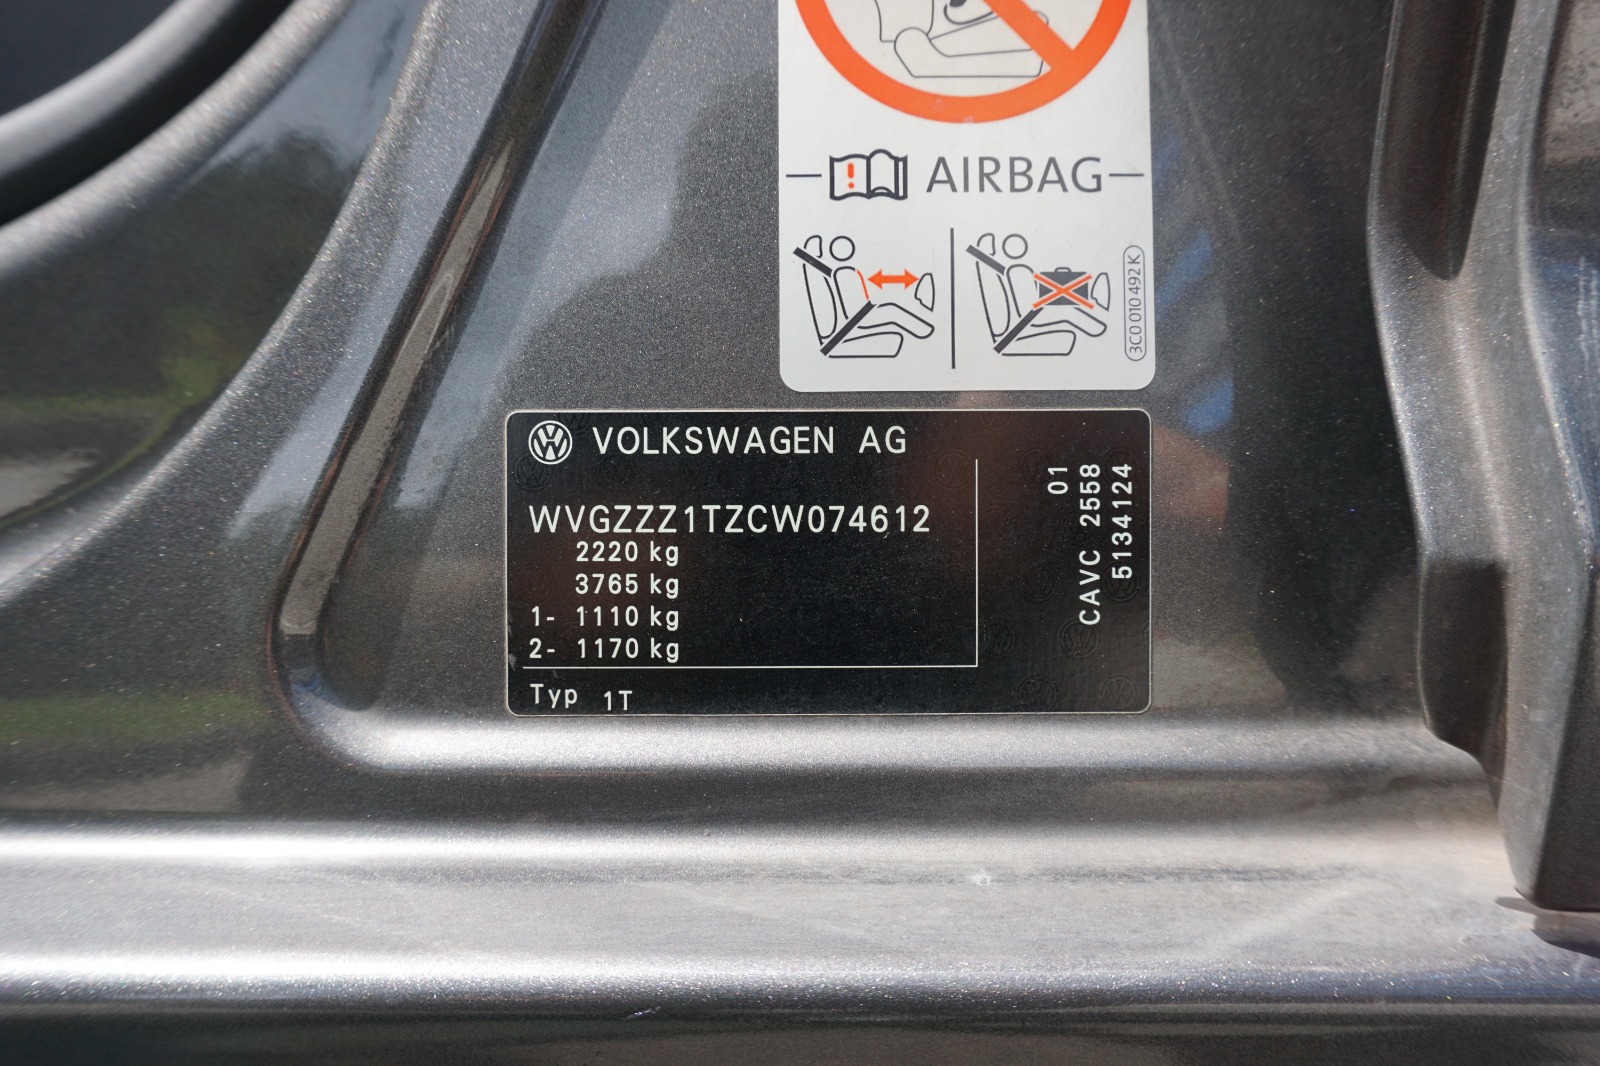 AIRBAG
3C0 010 492 K
VOLKSWAGEN AG
WVGZZZ1TZCW074612
2220 kg
3765 kg
1- 1110 kg
2- 1170 kg
Typ 1T
01
CAVC 2558
5134124